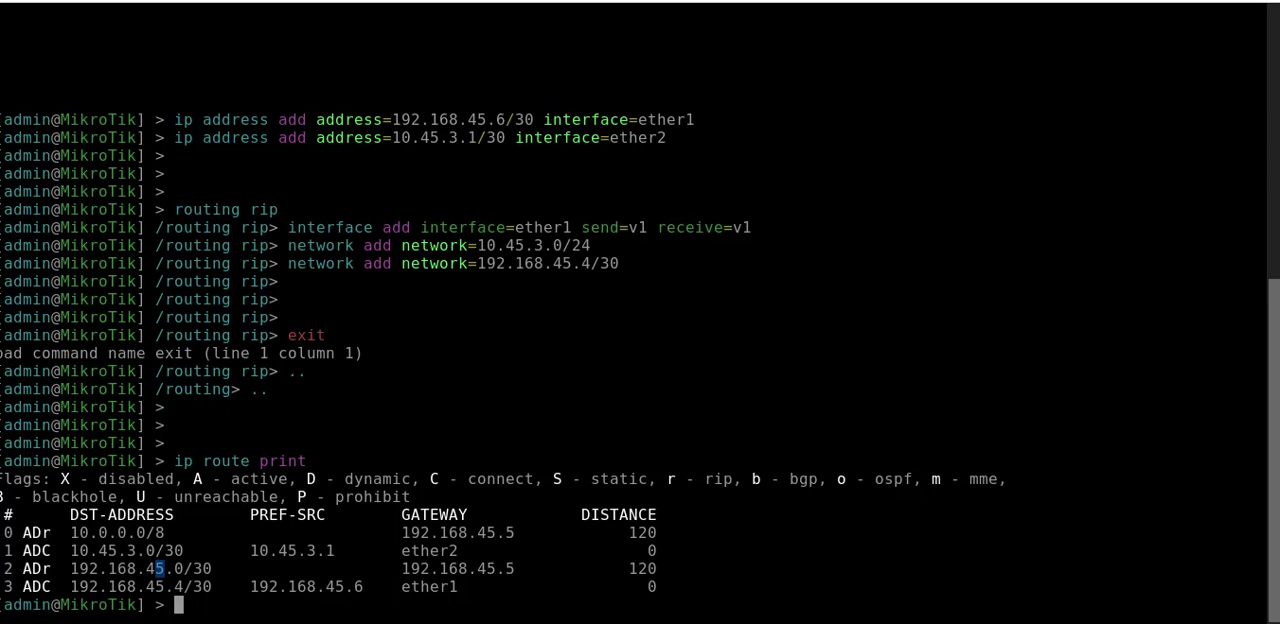 [admin@MikroTik] > ip address add address=192.168.45.6/30 interface=ether1
[admin@MikroTik] > ip address add address=10.45.3.1/30 interface=ether2
[admin@MikroTik] >
[admin@MikroTik] >
[admin@MikroTik] >
[admin@MikroTik] > routing rip
[admin@MikroTik] /routing rip> interface add interface=ether1 send=v1 receive=v1
[admin@MikroTik] /routing rip> network add network=10.45.3.0/24
[admin@MikroTik] /routing rip> network add network=192.168.45.4/30
[admin@MikroTik] /routing rip>
[admin@MikroTik] /routing rip>
[admin@MikroTik] /routing rip>
[admin@MikroTik] /routing rip> exit
bad command name exit (line 1 column 1)
[admin@MikroTik] /routing rip> ..
[admin@MikroTik] /routing> ..
[admin@MikroTik] >
[admin@MikroTik] >
[admin@MikroTik] >
[admin@MikroTik] > ip route print
Flags: X - disabled, A - active, D - dynamic, C - connect, S - static, r - rip, b - bgp, o - ospf, m - mme,
B - blackhole, U - unreachable, P - prohibit
# DST-ADDRESS PREF-SRC GATEWAY DISTANCE
0 ADr 10.0.0.0/8 192.168.45.5 120
1 ADC 10.45.3.0/30 10.45.3.1 ether2 0
2 ADr 192.168.45.0/30 192.168.45.5 120
3 ADC 192.168.45.4/30 192.168.45.6 ether1 0
[admin@MikroTik] >